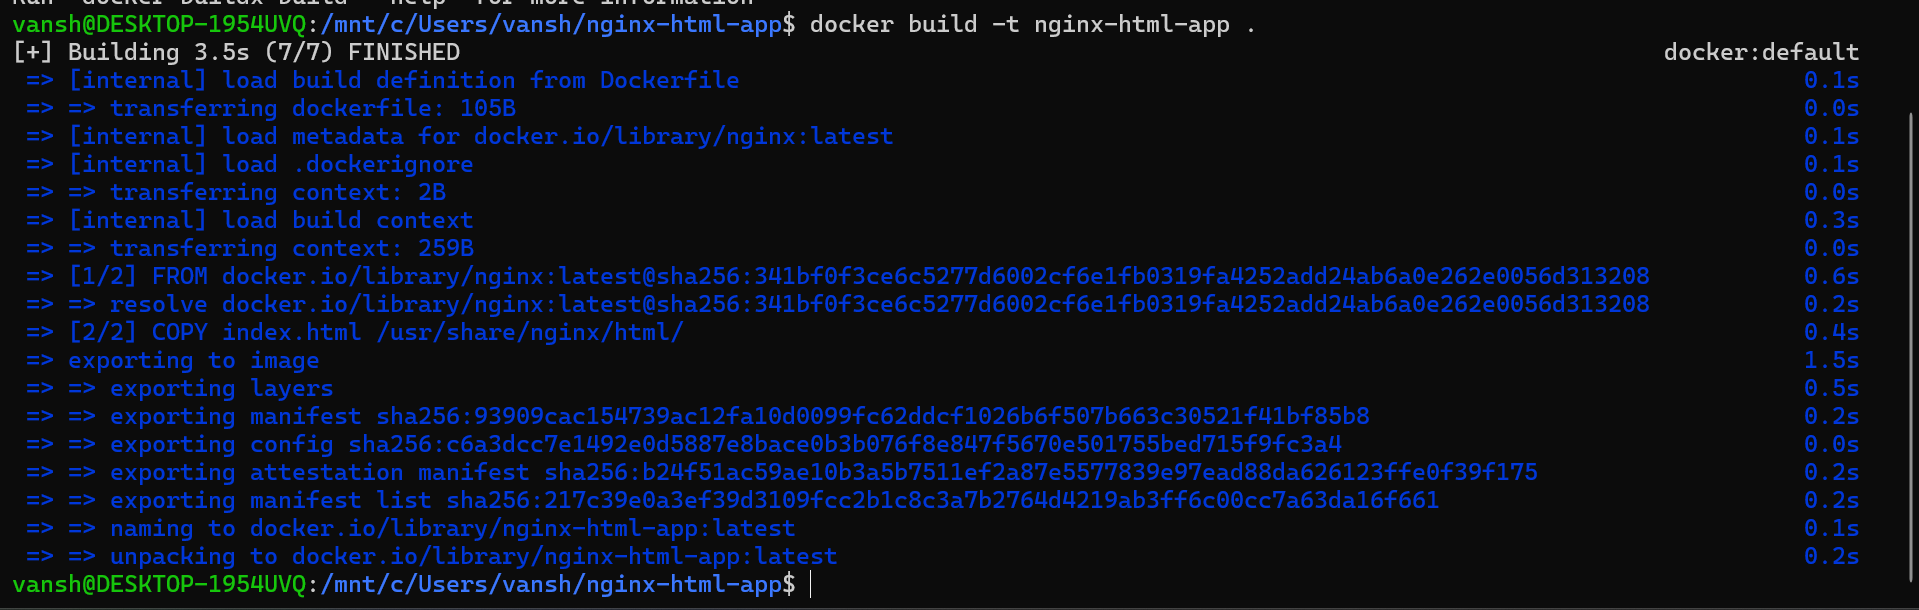 Run 'docker buildx build --help' for more information
vansh@DESKTOP-1954UVQ:/mnt/c/Users/vansh/nginx-html-app$ docker build -t nginx-html-app .
[+] Building 3.5s (7/7) FINISHED docker:default
=> [internal] load build definition from Dockerfile 0.1s
=> => transferring dockerfile: 105B 0.0s
=> [internal] load metadata for docker.io/library/nginx:latest 0.1s
=> [internal] load .dockerignore 0.1s
=> => transferring context: 2B 0.0s
=> [internal] load build context 0.3s
=> => transferring context: 259B 0.0s
=> [1/2] FROM docker.io/library/nginx:latest@sha256:341bf0f3ce6c5277d6002cf6e1fb0319fa4252add24ab6a0e262e0056d313208 0.6s
=> => resolve docker.io/library/nginx:latest@sha256:341bf0f3ce6c5277d6002cf6e1fb0319fa4252add24ab6a0e262e0056d313208 0.2s
=> [2/2] COPY index.html /usr/share/nginx/html/ 0.4s
=> exporting to image 1.5s
=> => exporting layers 0.5s
=> => exporting manifest sha256:93909cac154739ac12fa10d0099fc62ddcf1026b6f507b663c30521f41bf85b8 0.2s
=> => exporting config sha256:c6a3dcc7e1492e0d5887e8bace0b3b076f8e847f5670e501755bed715f9fc3a4 0.0s
=> => exporting attestation manifest sha256:b24f51ac59ae10b3a5b7511ef2a87e5577839e97ead88da626123ffe0f39f175 0.2s
=> => exporting manifest list sha256:217c39e0a3ef39d3109fcc2b1c8c3a7b2764d4219ab3ff6c00cc7a63da16f661 0.2s
=> => naming to docker.io/library/nginx-html-app:latest 0.1s
=> => unpacking to docker.io/library/nginx-html-app:latest 0.2s
vansh@DESKTOP-1954UVQ:/mnt/c/Users/vansh/nginx-html-app$